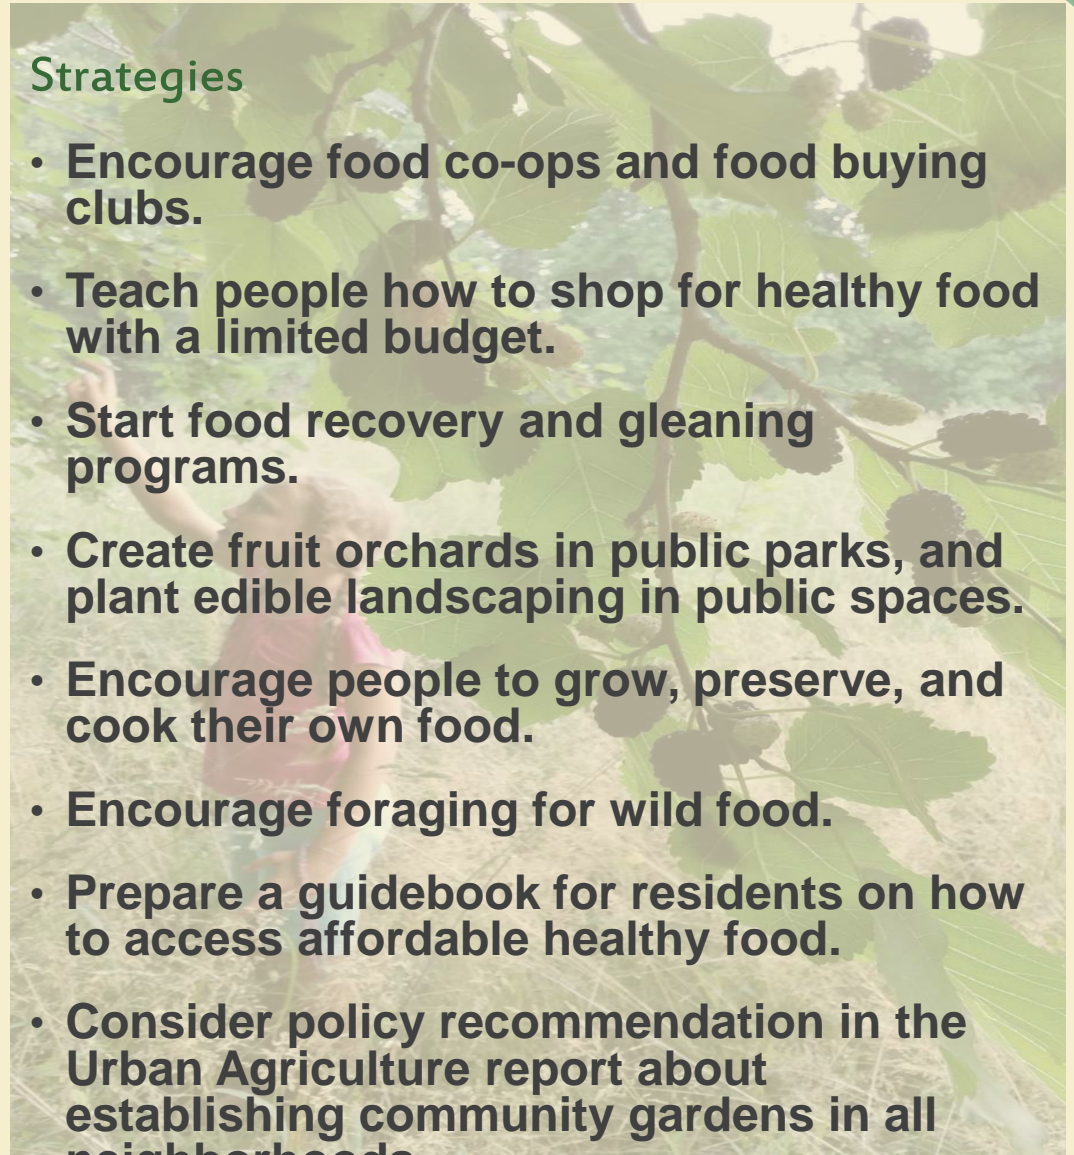 Strategies
• Encourage food co-ops and food buying
clubs.
• Teach people how to shop for healthy food
with a limited budget.
• Start food recovery and gleaning
programs.
• Create fruit orchards in public parks, and
plant edible landscaping in public spaces.
• Encourage people to grow, preserve, and
cook their own food.
• Encourage foraging for wild food.
• Prepare a guidebook for residents on how
to access affordable healthy food.
• Consider policy recommendation in the
Urban Agriculture report about
establishing community gardens in all
neighborhoods